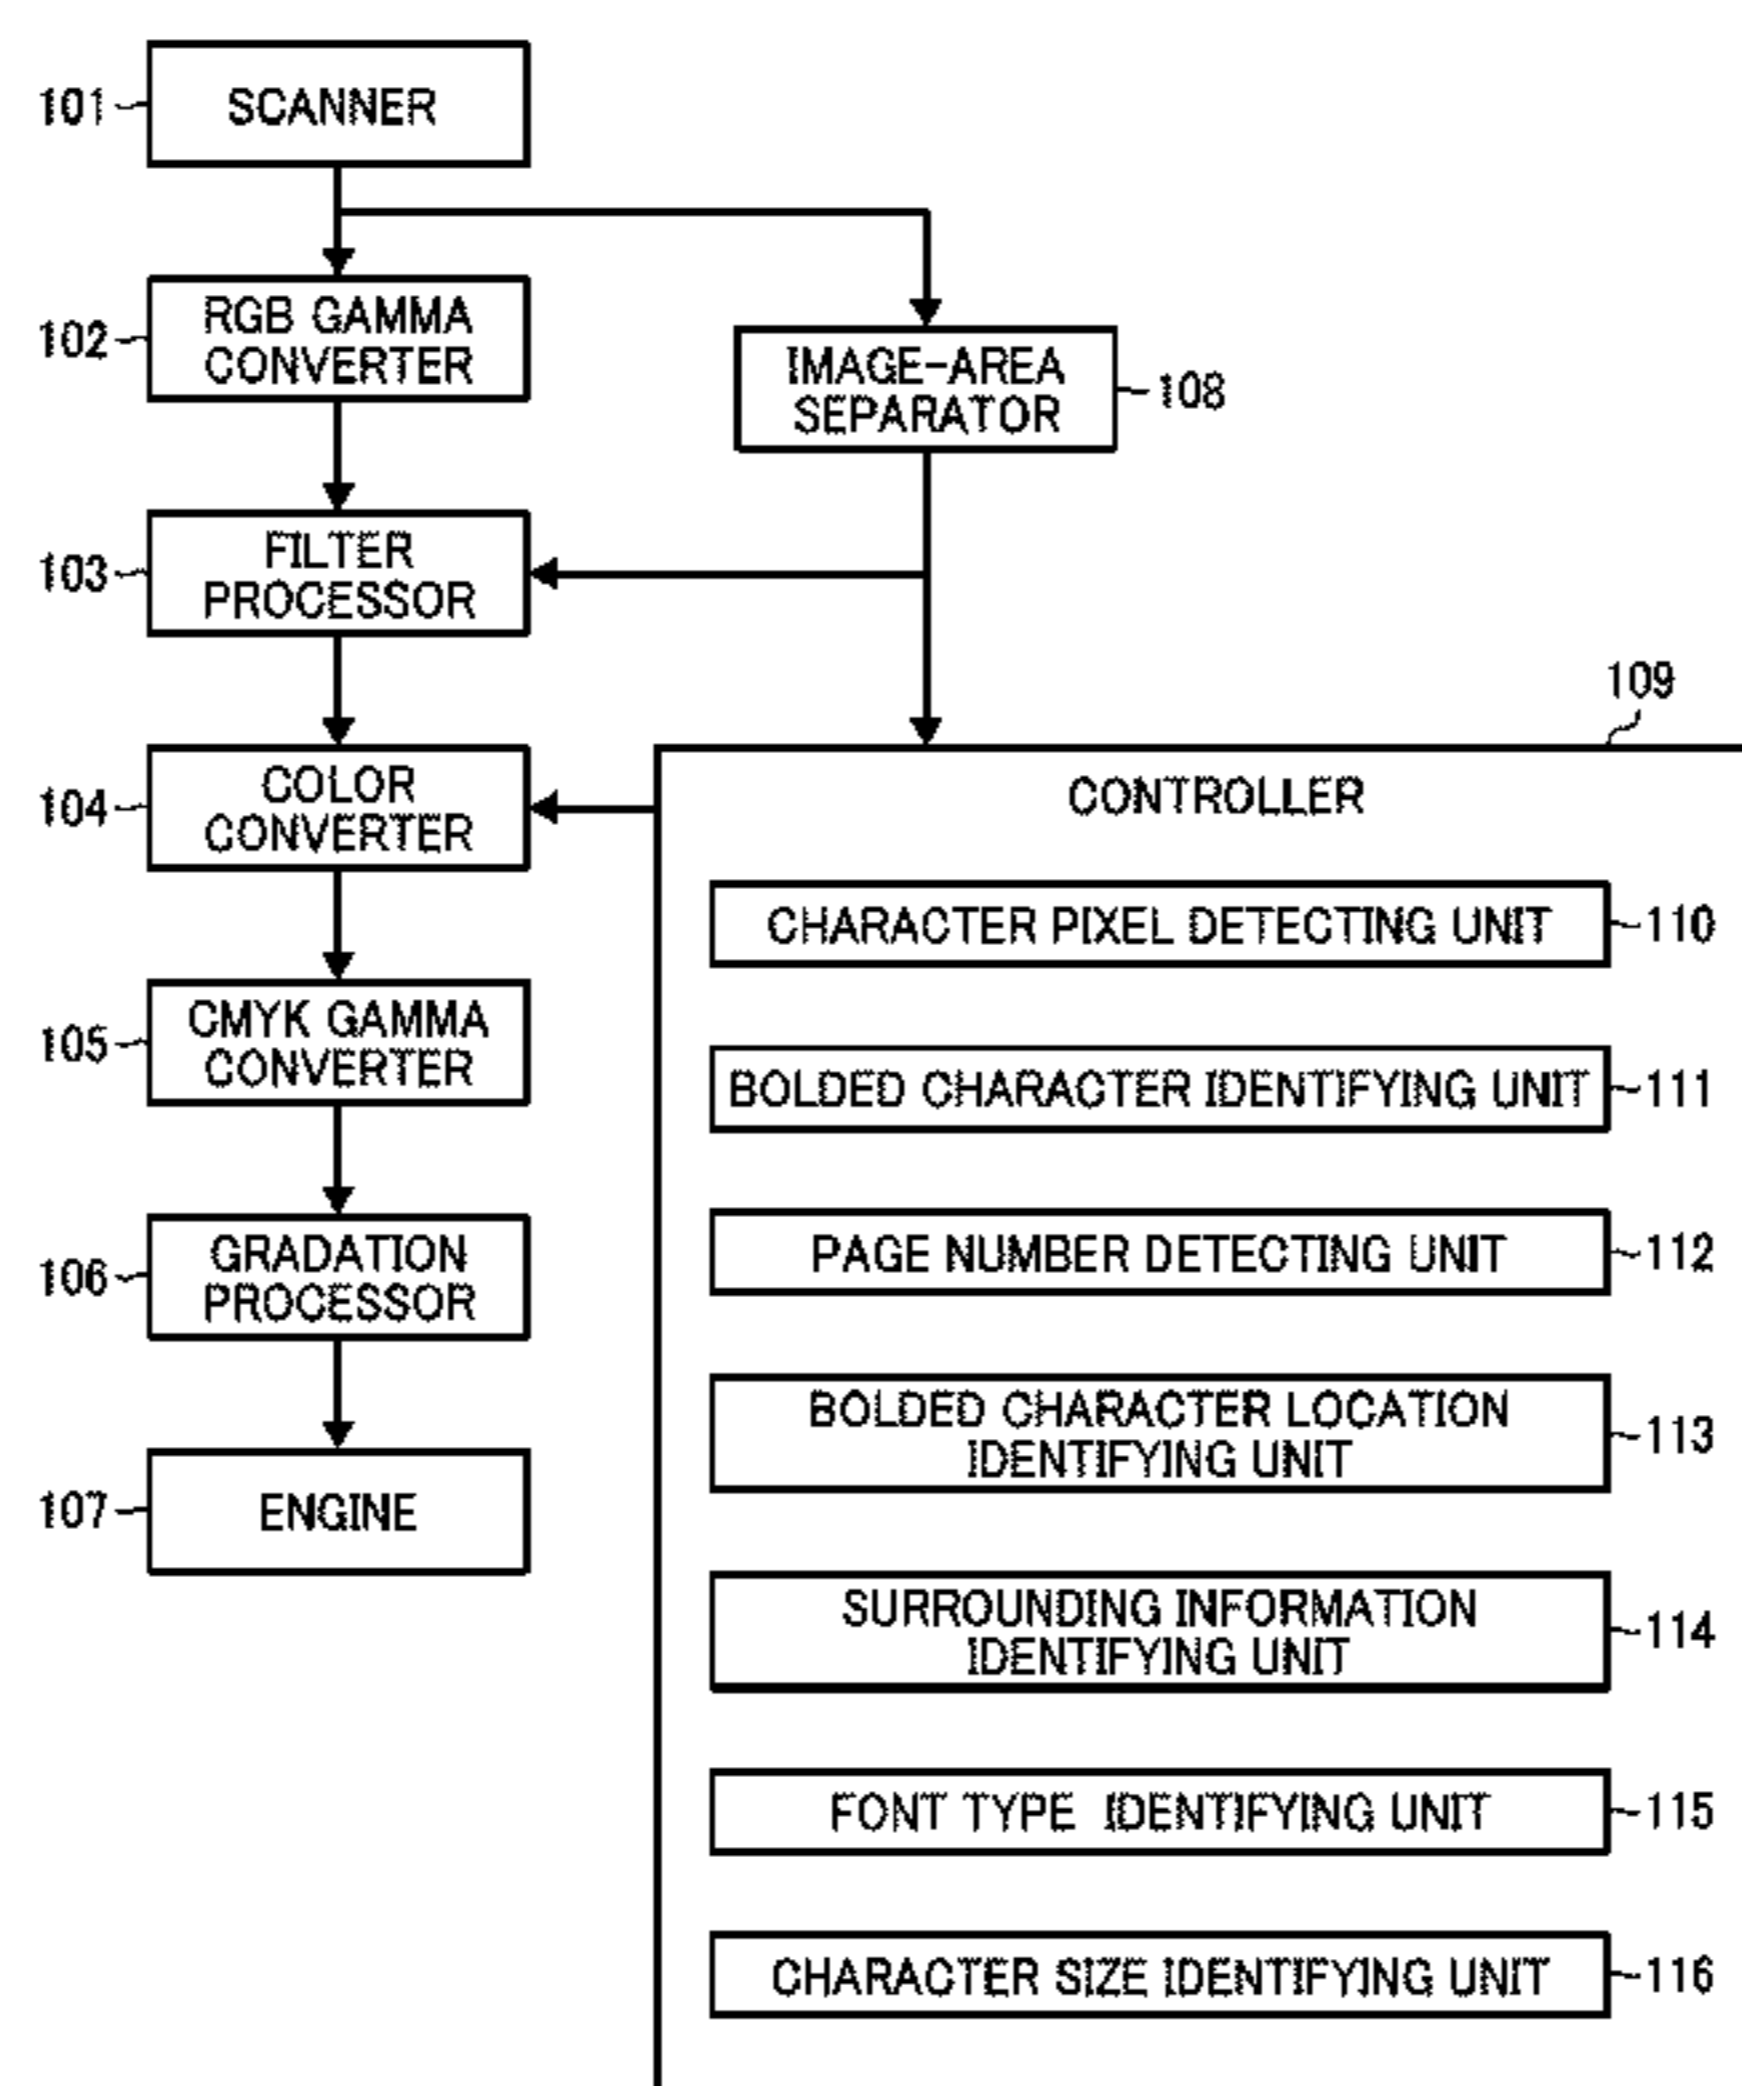 101
SCANNER
102
RGB GAMMA
CONVERTER
IMAGE-AREA
SEPARATOR
108
103
FILTER
PROCESSOR
109
104
COLOR
CONVERTER
CONTROLLER
CHARACTER PIXEL DETECTING UNIT
110
105
CMYK GAMMA
CONVERTER
BOLDED CHARACTER IDENTIFYING UNIT
111
106
GRADATION
PROCESSOR
PAGE NUMBER DETECTING UNIT
112
BOLDED CHARACTER LOCATION
IDENTIFYING UNIT
113
107
ENGINE
SURROUNDING INFORMATION
IDENTIFYING UNIT
114
FONT TYPE IDENTIFYING UNIT
115
CHARACTER SIZE IDENTIFYING UNIT
116